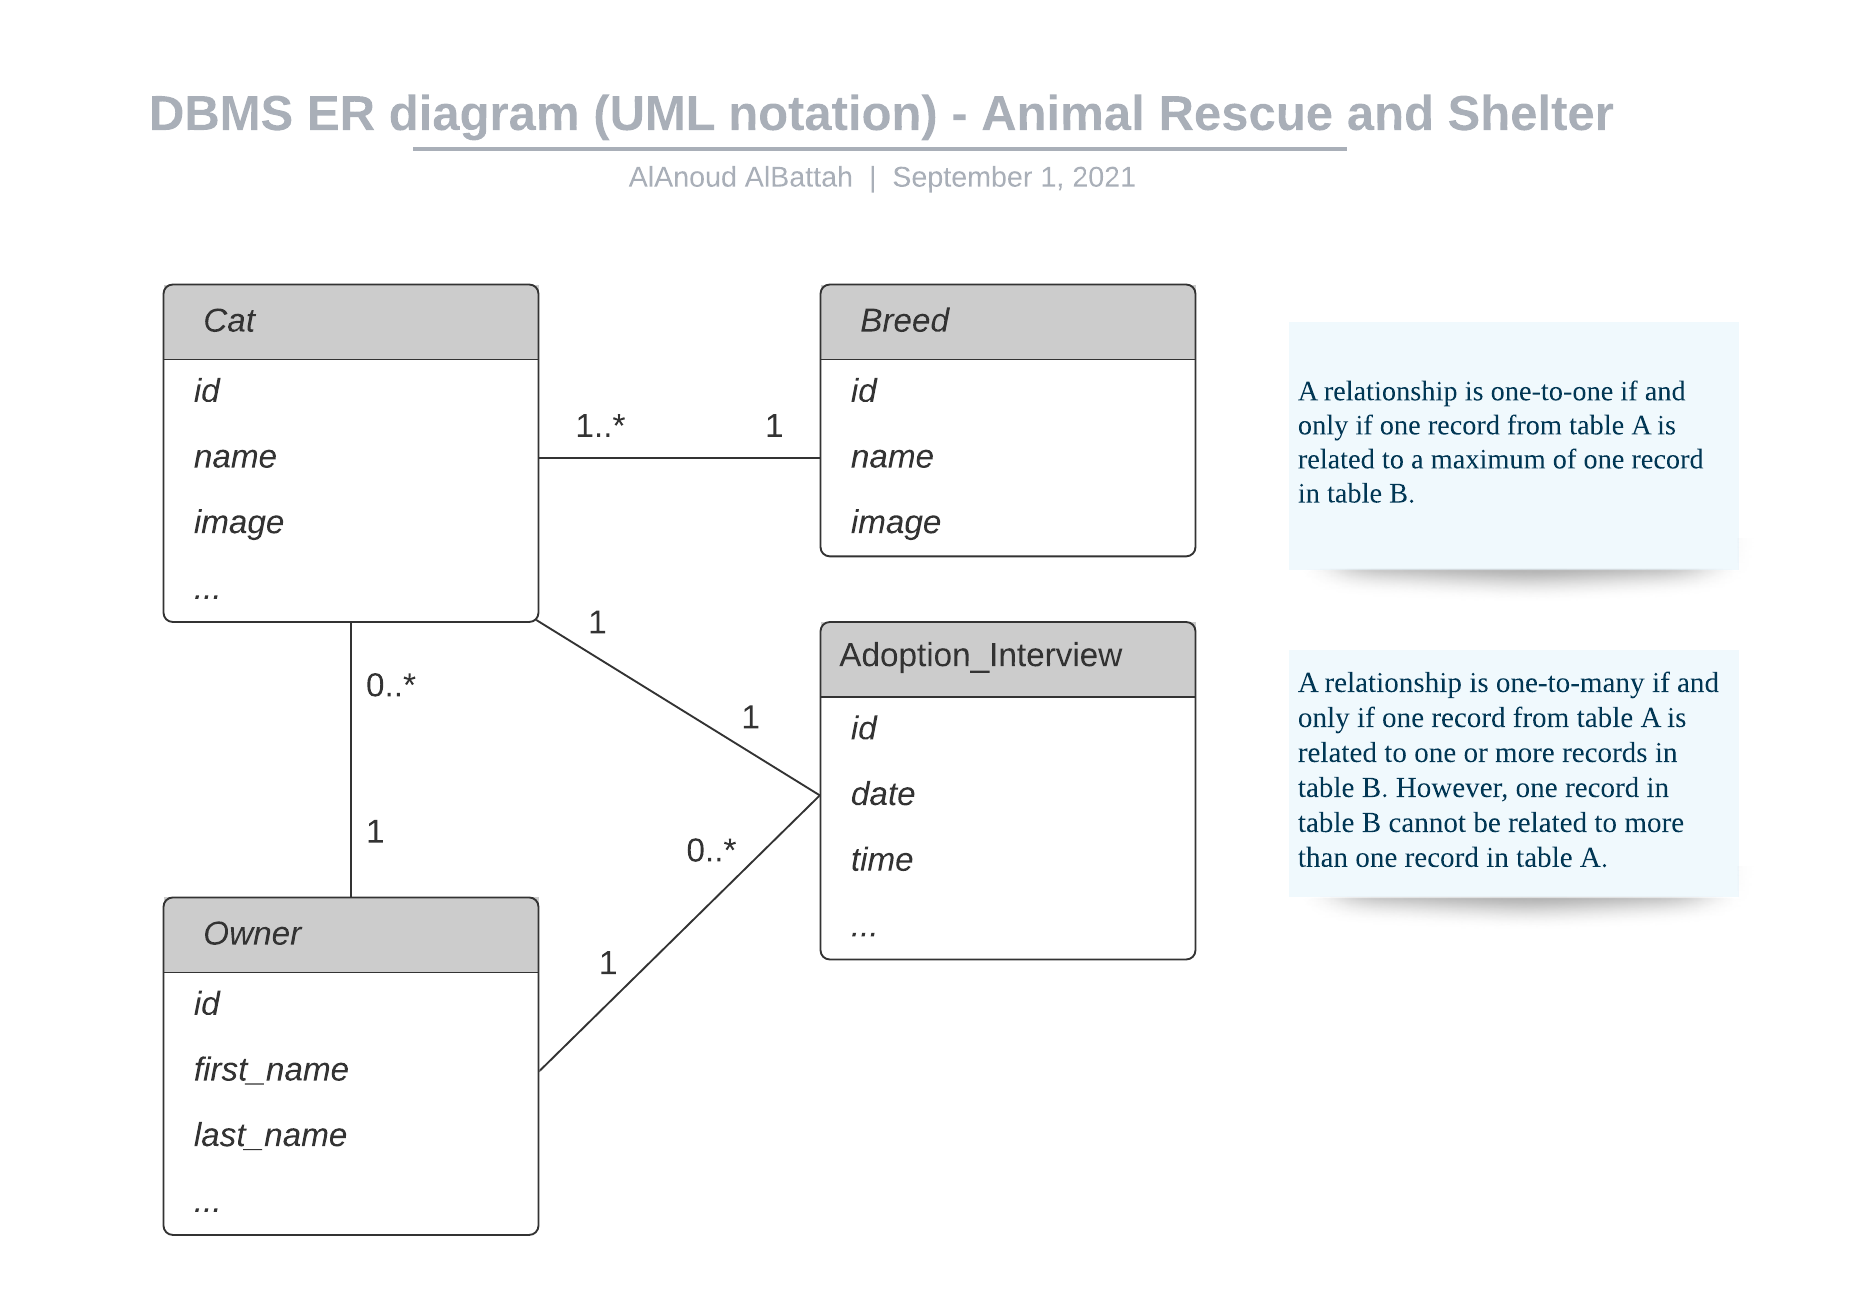 DBMS ER diagram (UML notation) - Animal Rescue and Shelter
AlAnoud AlBattah | September 1, 2021
Cat
id
name
image
...
1..*
1
Breed
id
name
image
A relationship is one-to-one if and
only if one record from table A is
related to a maximum of one record
in table B.
0..*
1
1
1
Adoption_Interview
id
date
time
...
0..*
1
A relationship is one-to-many if and
only if one record from table A is
related to one or more records in
table B. However, one record in
table B cannot be related to more
than one record in table A.
Owner
id
first_name
last_name
...